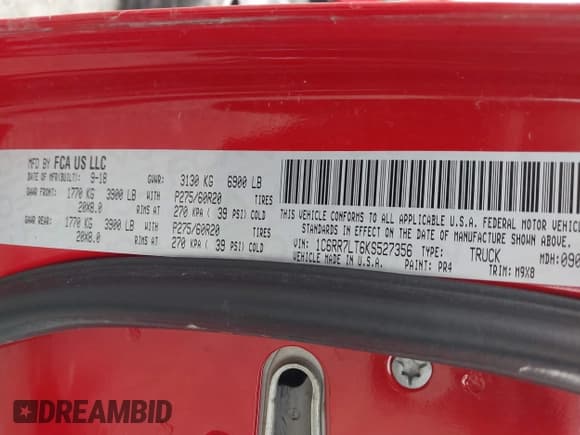 MFD BY FCA US LLC
DATE OF MFR(BUILT): 9-18 GVWR: 3130 KG 6900 LB
GAWR FRONT: 1770 KG 3900 LB WITH P275/60R20 TIRES
20X8.0 RIMS AT 270 KPA ( 39 PSI) COLD
GAWR REAR: 1770 KG 3900 LB WITH P275/60R20 TIRES
20X8.0 RIMS AT 270 KPA ( 39 PSI) COLD
THIS VEHICLE CONFORMS TO ALL APPLICABLE U.S.A. FEDERAL MOTOR VEHICLE
STANDARDS IN EFFECT ON THE DATE OF MANUFACTURE SHOWN ABOVE.
VIN: 1C6RR7LT6KS527356 TYPE: TRUCK MDH:090
VEHICLE MADE IN U.S.A. PAINT: PR4 TRIM: M9X8
DREAMBID